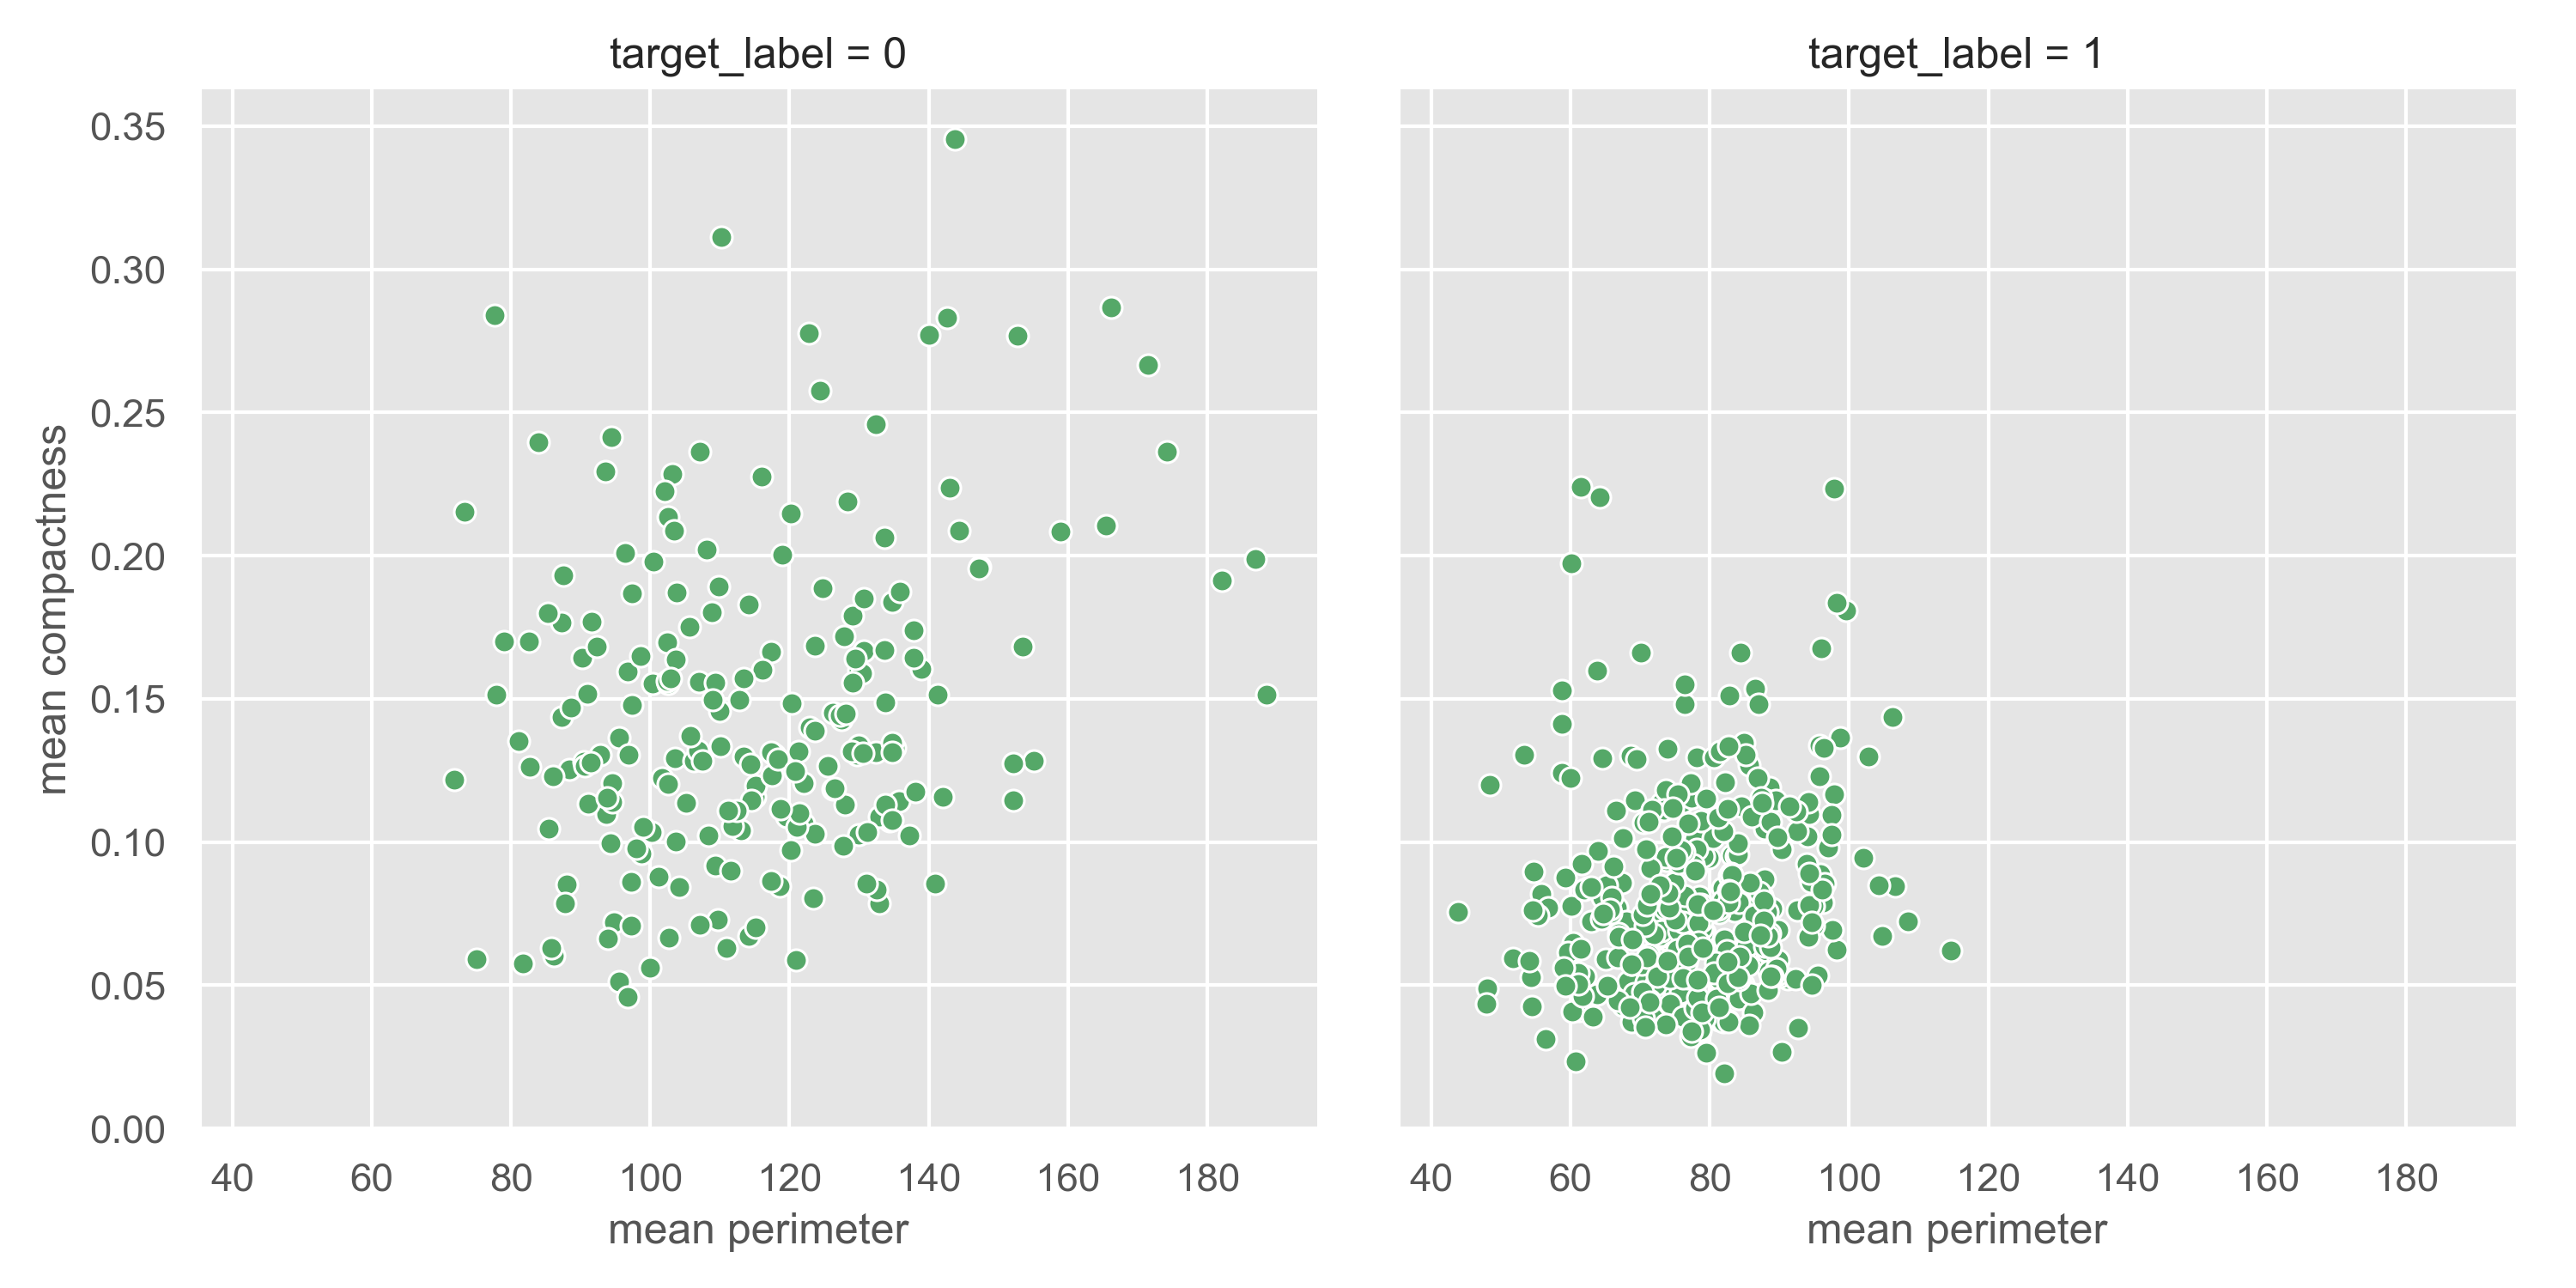 target_label = 0
target_label = 1
mean compactness
0.35
0.30
0.25
0.20
0.15
0.10
0.05
0.00
40 60 80 100 120 140 160 180
40 60 80 100 120 140 160 180
mean perimeter
mean perimeter